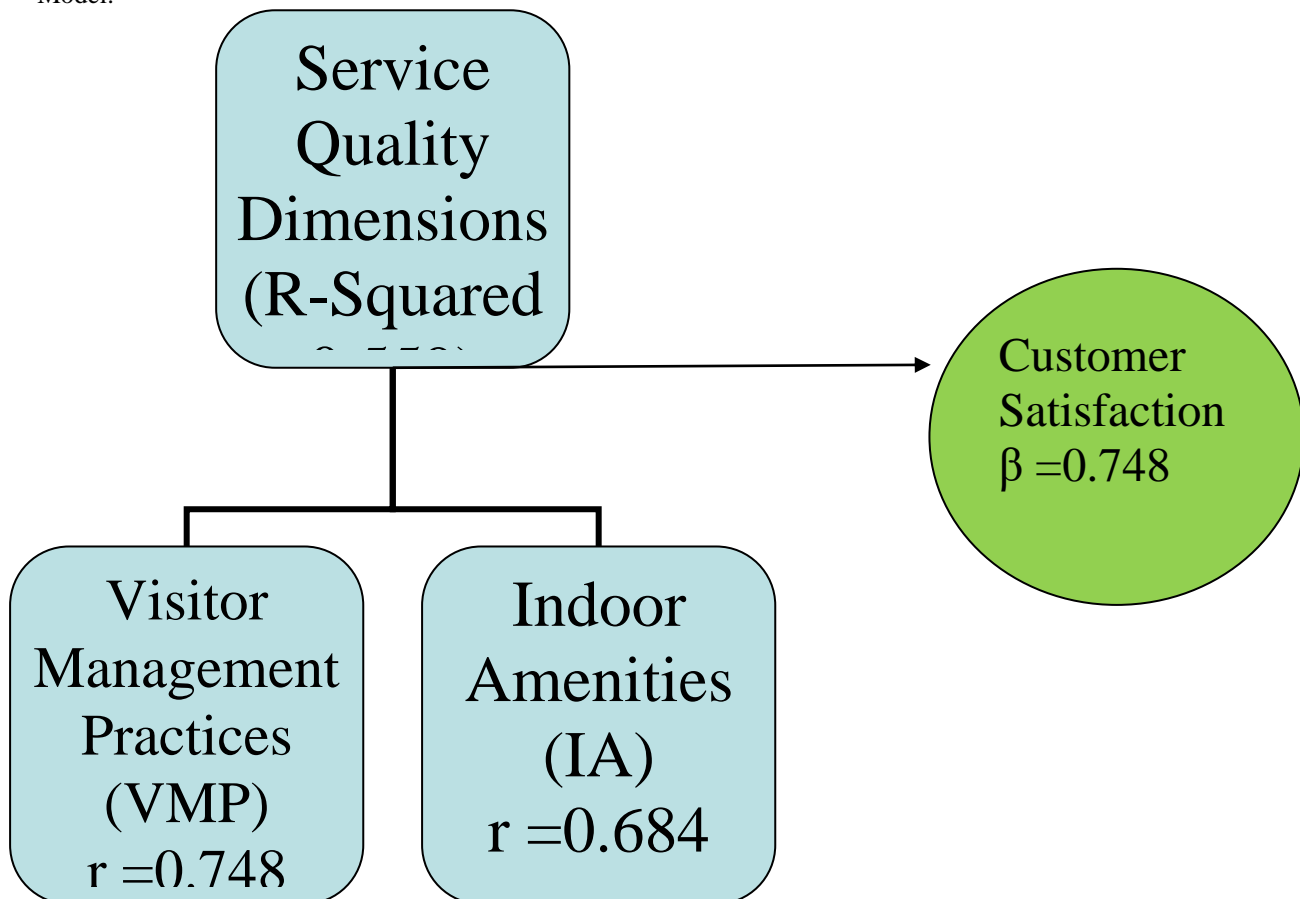 Model.
Service
Quality
Dimensions
(R-Squared
Customer
Satisfaction
β =0.748
Visitor
Management
Practices
(VMP)
r =0.748
Indoor
Amenities
(IA)
r =0.684